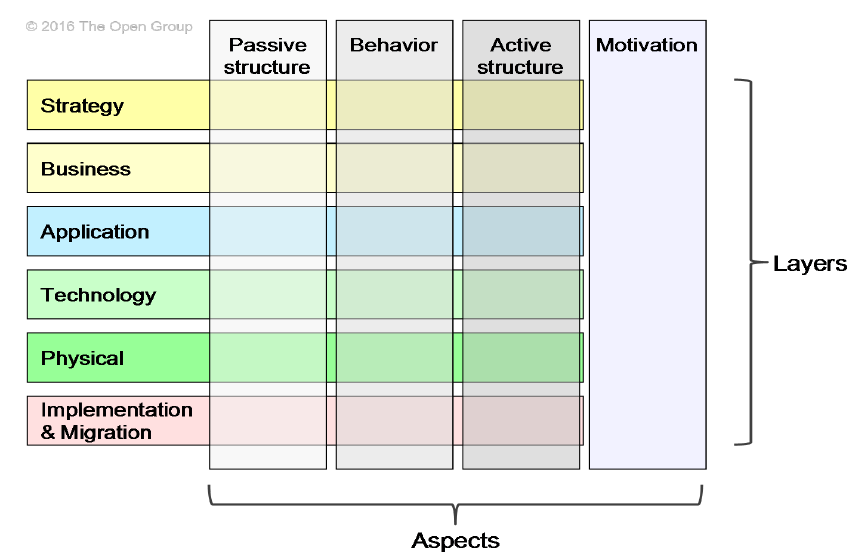 © 2016 The Open Group
Passive
structure
Behavior
Active
structure
Motivation
Strategy
Business
Application
Technology
Physical
Implementation
& Migration
Layers
Aspects